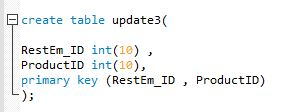 create table update3(
RestEm_ID int(10) ,
ProductID int(10),
primary key (RestEm_ID , ProductID)
);